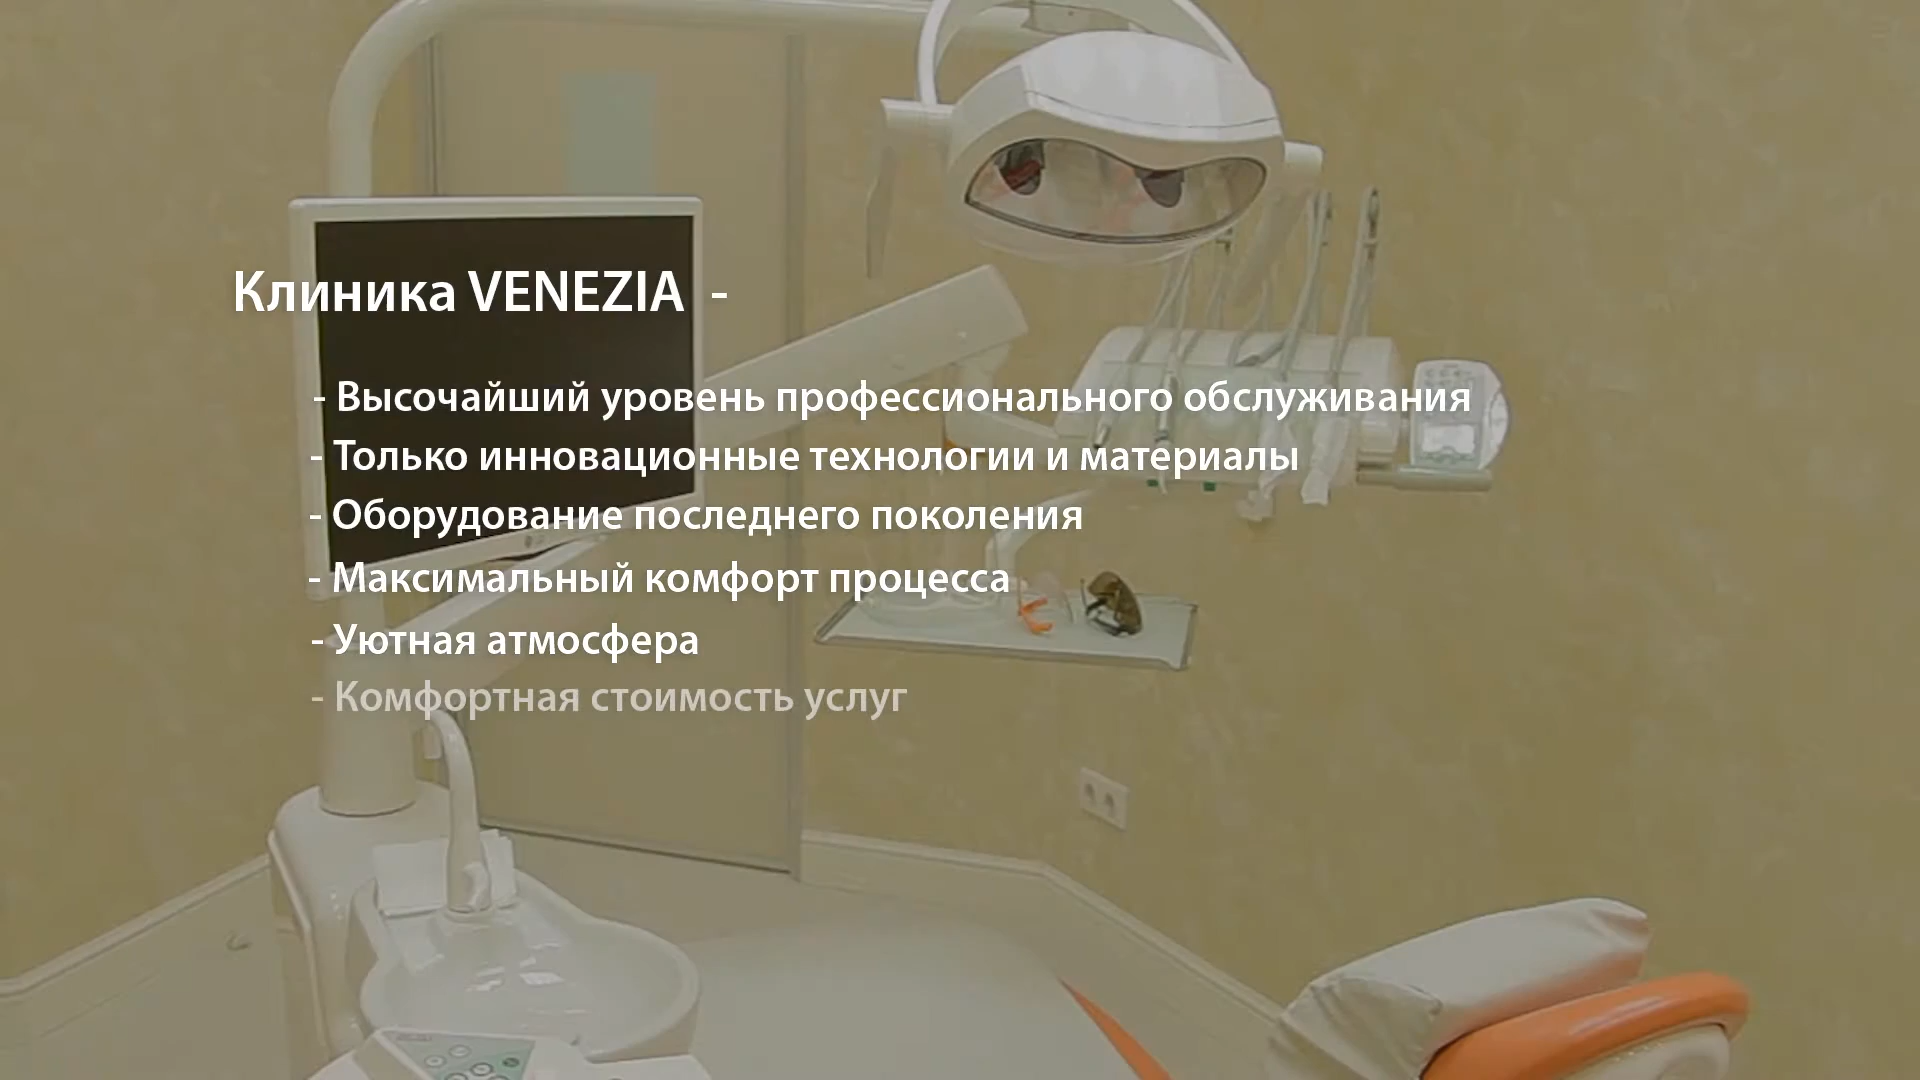 Клиника VENEZIA -
- Высочайший уровень профессионального обслуживания
- Только инновационные технологии и материалы
- Оборудование последнего поколения
- Максимальный комфорт процесса
- Уютная атмосфера
- Комфортная стоимость услуг